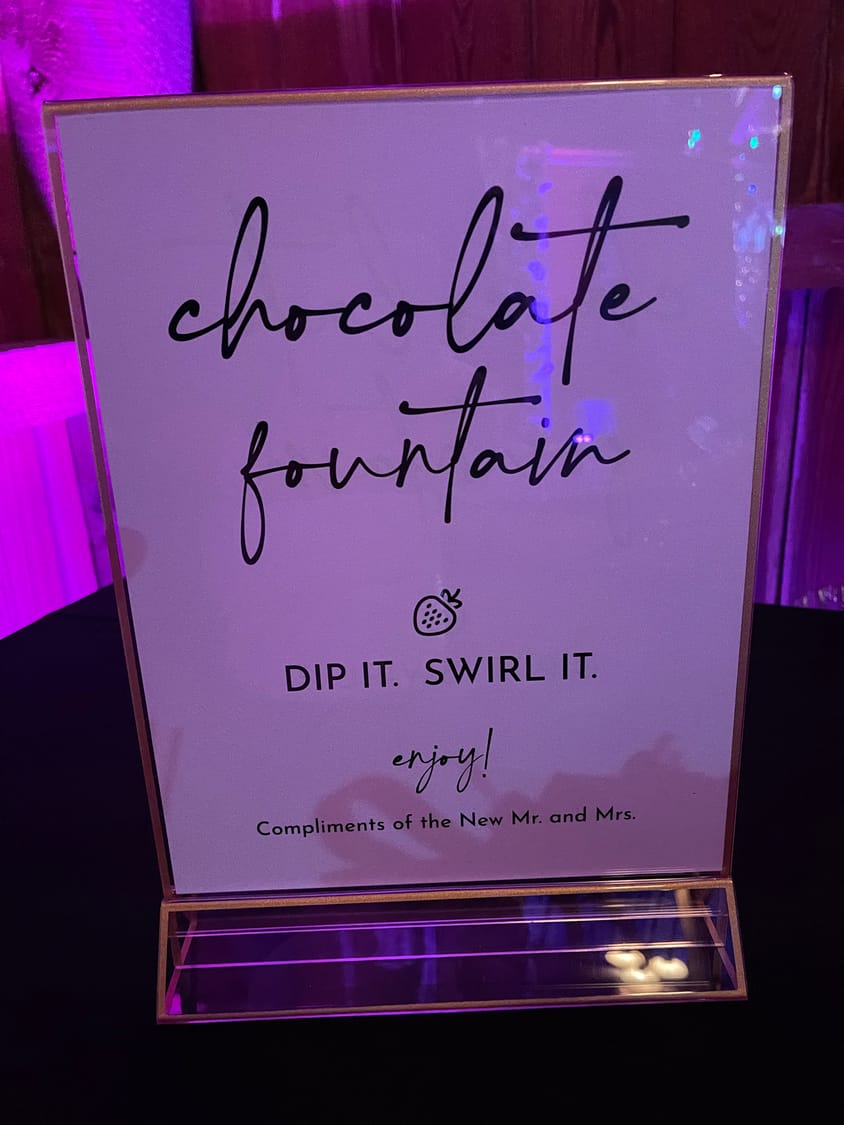 chocolate
fountain
DIP IT. SWIRL IT.
enjoy!
Compliments of the New Mr. and Mrs.